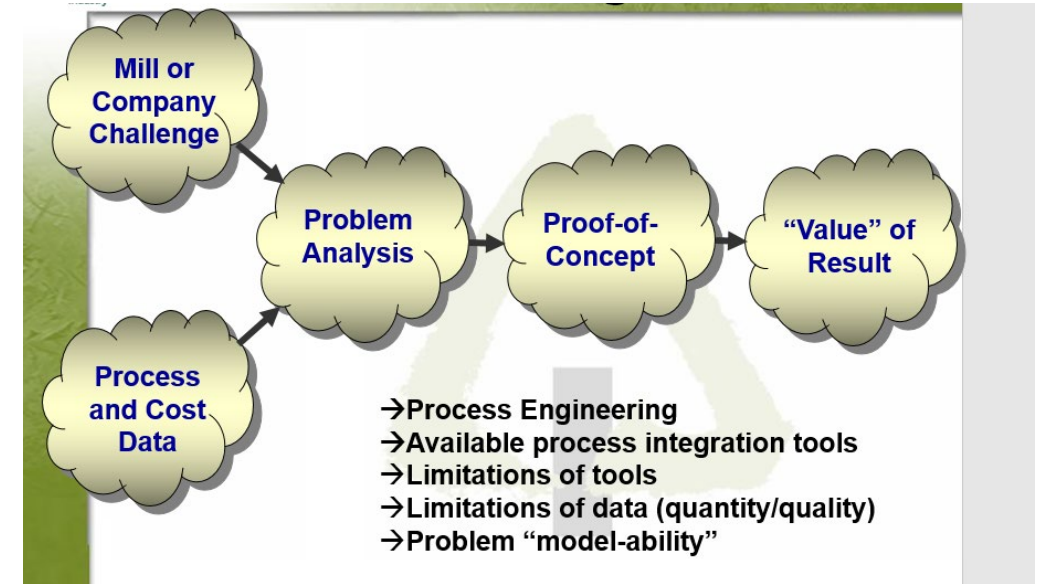 Mill or
Company
Challenge
Problem
Analysis
Proof-of-
Concept
“Value” of
Result
Process
and Cost
Data
→Process Engineering
→Available process integration tools
→Limitations of tools
→Limitations of data (quantity/quality)
→Problem “model-ability”